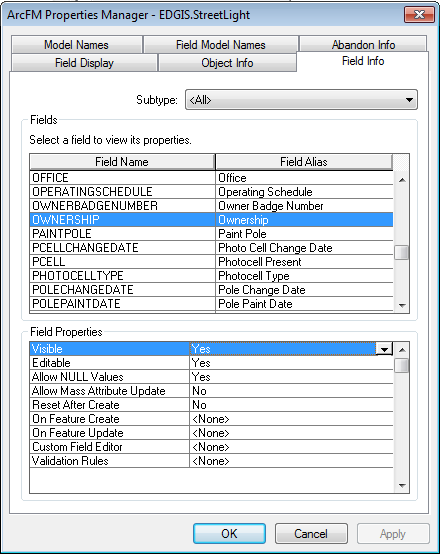 ArcFM Properties Manager - EDGIS.StreetLight
Model Names Field Model Names Abandon Info
Field Display Object Info Field Info
Subtype: <All>
Fields
Select a field to view its properties.
Field Name Field Alias
OFFICE Office
OPERATINGSCHEDULE Operating Schedule
OWNERBADGENUMBER Owner Badge Number
OWNERSHIP Ownership
PAINTPOLE Paint Pole
PCELLCHANGEDATE Photo Cell Change Date
PCELL Photocell Present
PHOTOCELLTYPE Photocell Type
POLECHANGEDATE Pole Change Date
POLEPAINTDATE Pole Paint Date
Field Properties
Visible Yes
Editable Yes
Allow NULL Values Yes
Allow Mass Attribute Update No
Reset After Create No
On Feature Create <None>
On Feature Update <None>
Custom Field Editor <None>
Validation Rules <None>
OK Cancel Apply